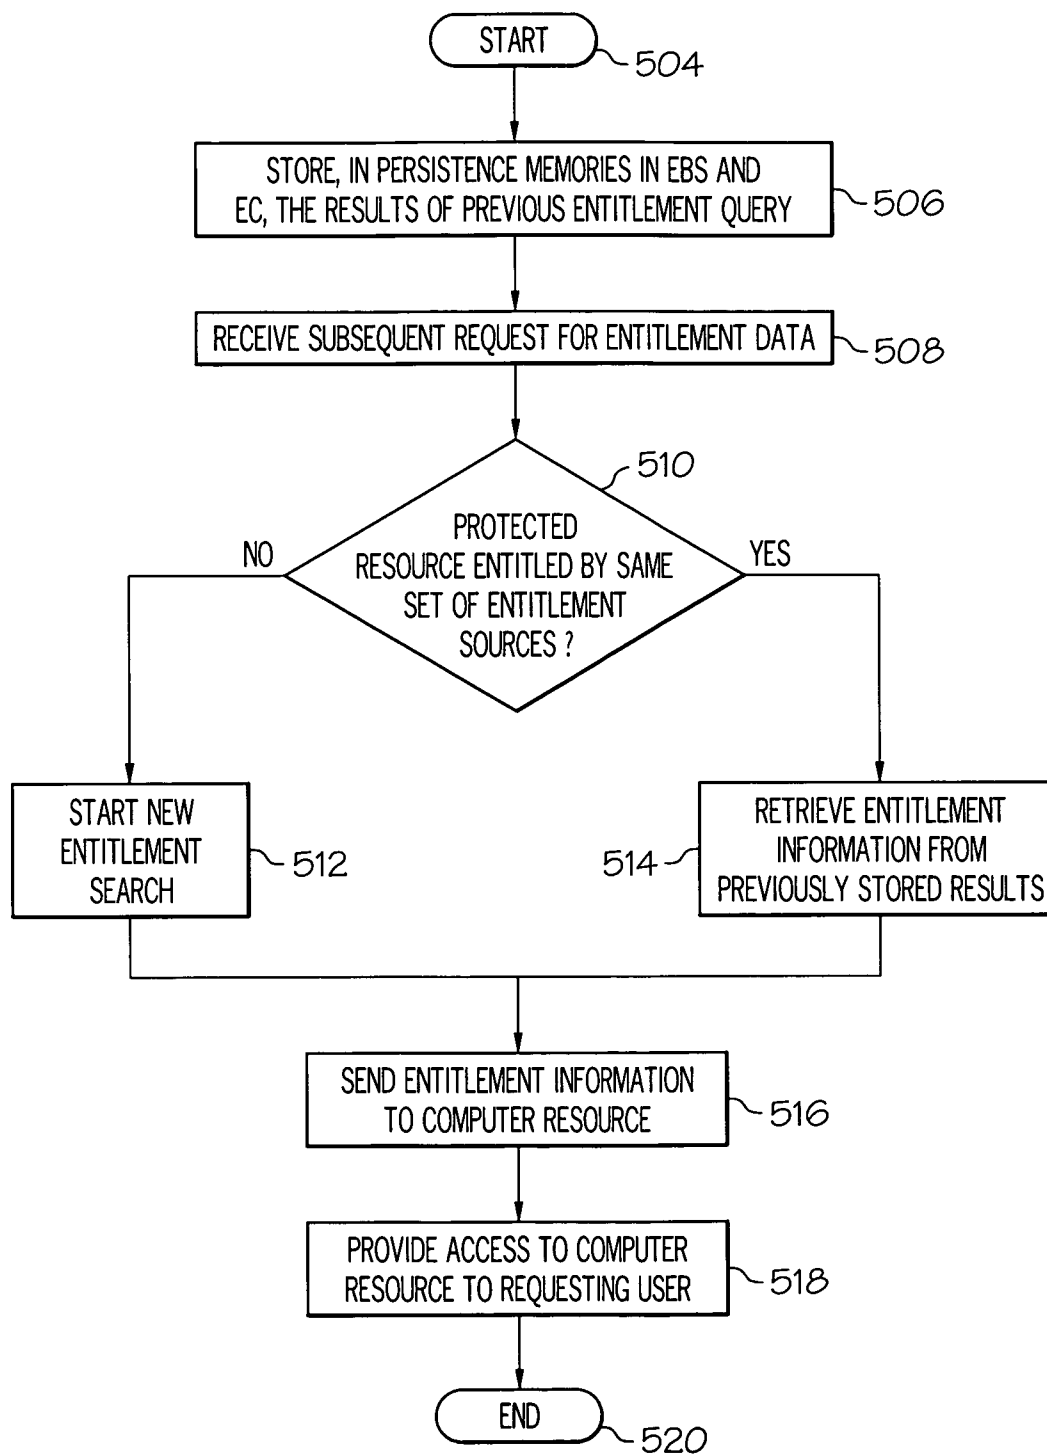 START
504
STORE, IN PERSISTENCE MEMORIES IN EBS AND
EC, THE RESULTS OF PREVIOUS ENTITLEMENT QUERY
506
RECEIVE SUBSEQUENT REQUEST FOR ENTITLEMENT DATA
508
510
PROTECTED
RESOURCE ENTITLED BY SAME
SET OF ENTITLEMENT
SOURCES ?
NO
YES
START NEW
ENTITLEMENT
SEARCH
512
514
RETRIEVE ENTITLEMENT
INFORMATION FROM
PREVIOUSLY STORED RESULTS
SEND ENTITLEMENT INFORMATION
TO COMPUTER RESOURCE
516
PROVIDE ACCESS TO COMPUTER
RESOURCE TO REQUESTING USER
518
END
520